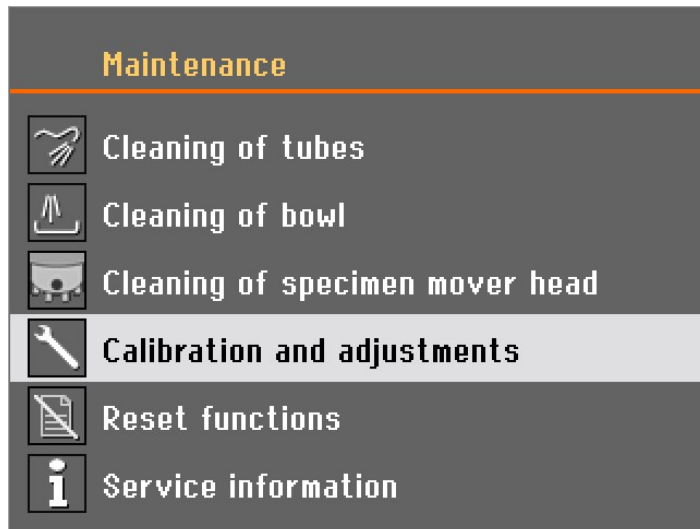 Maintenance
Cleaning of tubes
Cleaning of bowl
Cleaning of specimen mover head
Calibration and adjustments
Reset functions
Service information